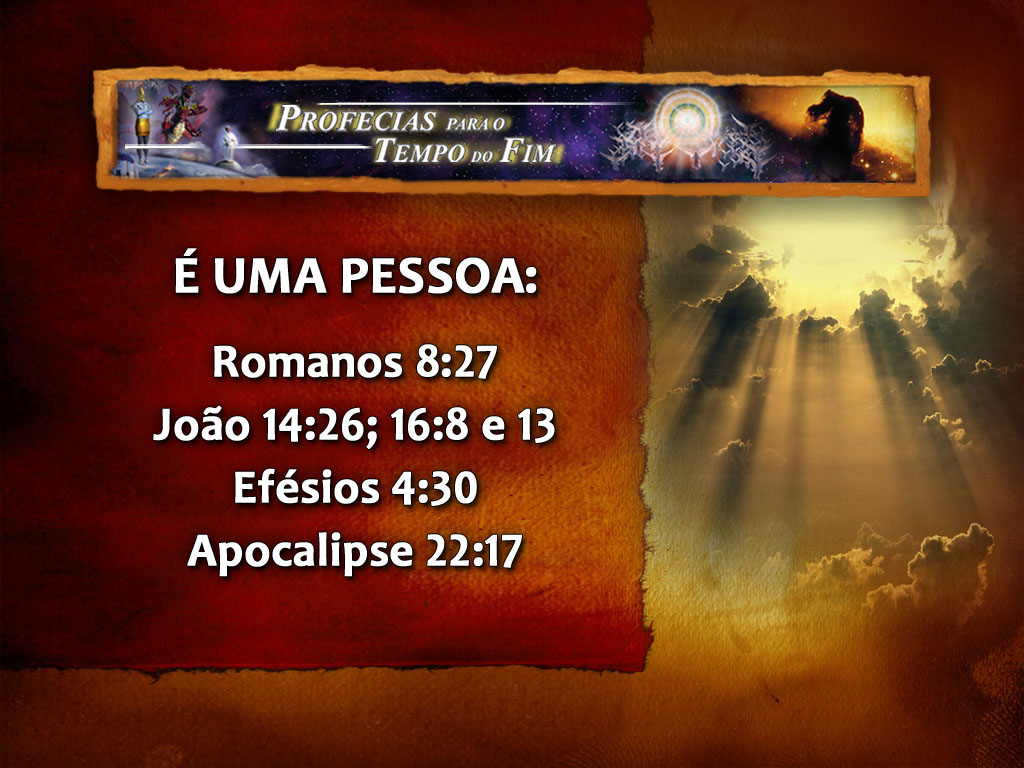 PROFECIAS PARA O
TEMPO DO FIM
É UMA PESSOA:
Romanos 8:27
João 14:26; 16:8 e 13
Efésios 4:30
Apocalipse 22:17